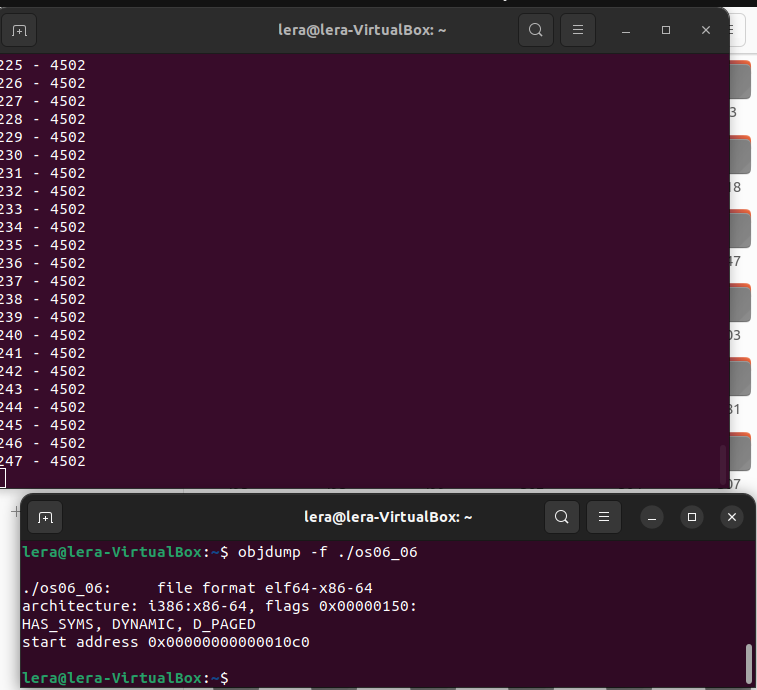 lera@lera-VirtualBox: ~
225 - 4502
226 - 4502
227 - 4502
228 - 4502
229 - 4502
230 - 4502
231 - 4502
232 - 4502
233 - 4502
234 - 4502
235 - 4502
236 - 4502
237 - 4502
238 - 4502
239 - 4502
240 - 4502
241 - 4502
242 - 4502
243 - 4502
244 - 4502
245 - 4502
246 - 4502
247 - 4502
3
18
47
03
31
07
lera@lera-VirtualBox: ~
lera@lera-VirtualBox:~$ objdump -f ./os06_06
./os06_06:     file format elf64-x86-64
architecture: i386:x86-64, flags 0x00000150:
HAS_SYMS, DYNAMIC, D_PAGED
start address 0x00000000000010c0
lera@lera-VirtualBox:~$